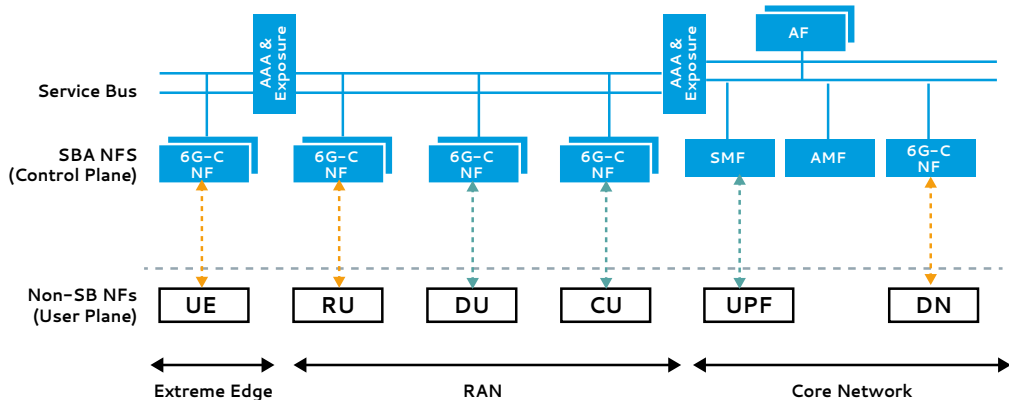 AF
AAA &
Exposure
AAA &
Exposure
Service Bus
SBA NFS
(Control Plane)
6G-C
NF
6G-C
NF
6G-C
NF
6G-C
NF
SMF
AMF
6G-C
NF
Non-SB NFs
(User Plane)
UE
RU
DU
CU
UPF
DN
Extreme Edge
RAN
Core Network